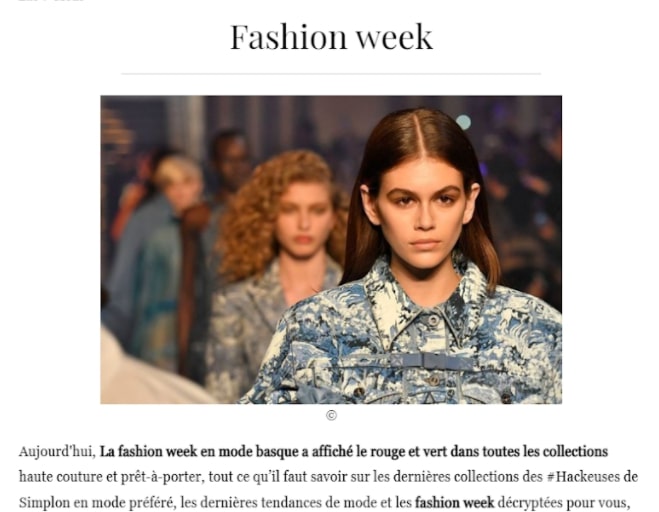 Fashion week
©
Aujourd'hui, La fashion week en mode basque a affiché le rouge et vert dans toutes les collections
haute couture et prêt-à-porter, tout ce qu'il faut savoir sur les dernières collections des #Hackeuses de
Simplon en mode préféré, les dernières tendances de mode et les fashion week décryptées pour vous,